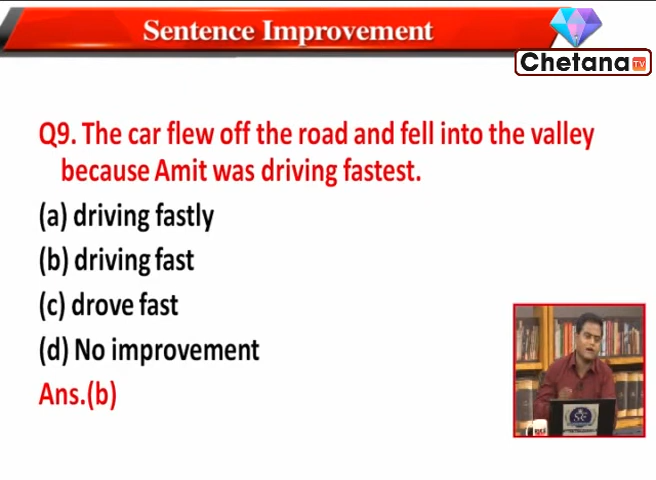 Sentence Improvement
Chetana TV
Q9. The car flew off the road and fell into the valley
because Amit was driving fastest.
(a) driving fastly
(b) driving fast
(c) drove fast
(d) No improvement
Ans.(b)